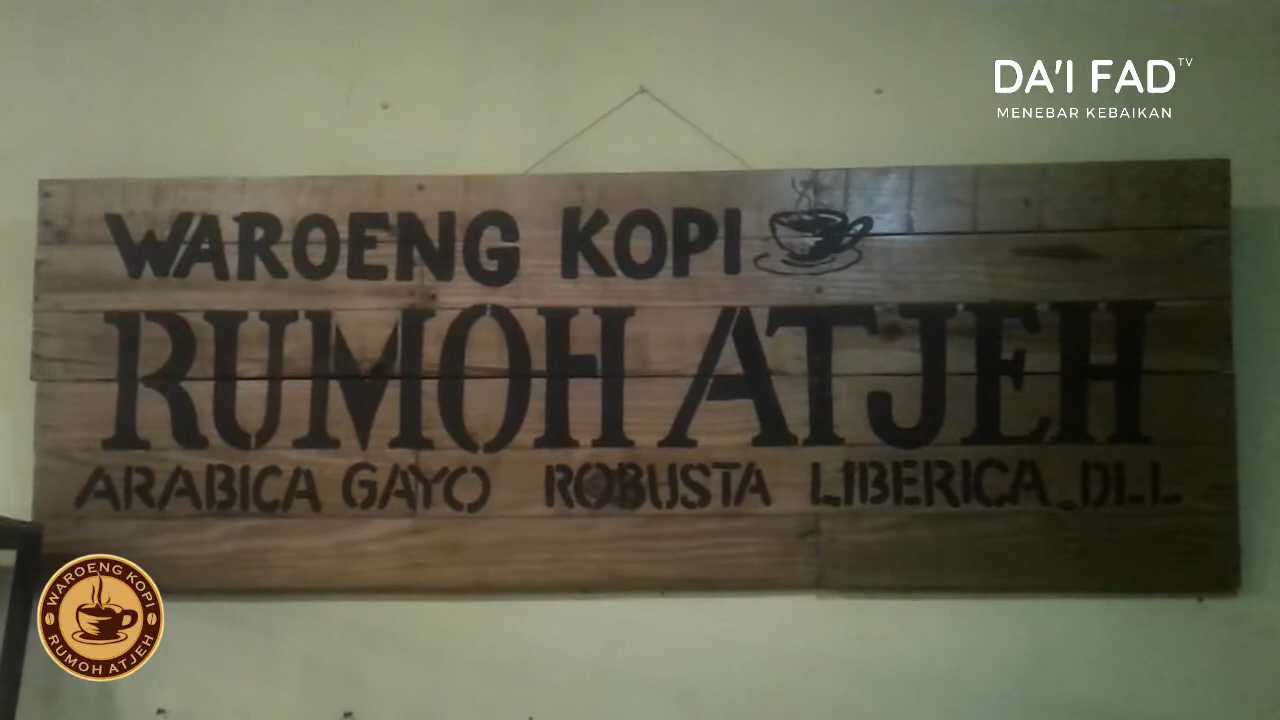 DA'I FAD TV
MENEBAR KEBAIKAN
WAROENG KOPI
RUMOH ATJEH
ARABICA GAYO ROBUSTA LIBERICA DLL
WAROENG KOPI
RUMOH ATJEH